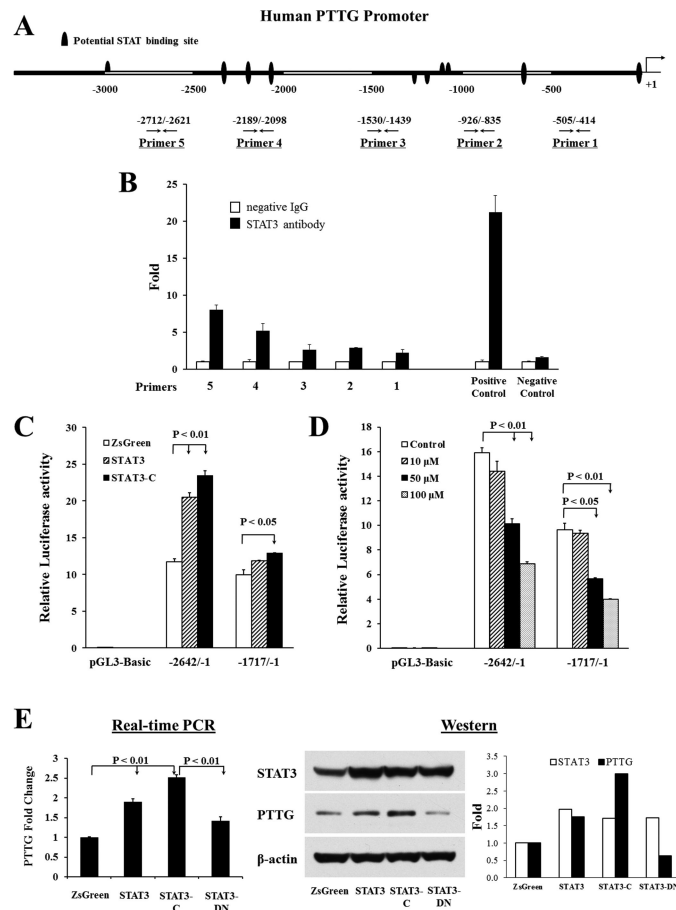 Human PTTG Promoter
A
Potential STAT binding site
-3000 -2500 -2000 -1500 -1000 -500 +1
-2712/-2621 -2189/-2098 -1530/-1439 -926/-835 -505/-414
Primer 5 Primer 4 Primer 3 Primer 2 Primer 1
B
25
20
15
10
5
0
Fold
negative IgG
STAT3 antibody
Primers 5 4 3 2 1 Positive Control Negative Control
C
30
25
20
15
10
5
0
Relative Luciferase activity
ZsGreen
STAT3
STAT3-C
P < 0.01
P < 0.05
pGL3-Basic -2642/-1 -1717/-1
D
18
16
14
12
10
8
6
4
2
0
Relative Luciferase activity
Control
10 µM
50 µM
100 µM
P < 0.01
P < 0.01
P < 0.05
pGL3-Basic -2642/-1 -1717/-1
E
Real-time PCR
3
2.5
2
1.5
1
0.5
0
PTTG Fold Change
P < 0.01 P < 0.01
ZsGreen STAT3 STAT3-C STAT3-DN
Western
STAT3
PTTG
β-actin
ZsGreen STAT3 STAT3-C STAT3-DN
3.5
3.0
2.5
2.0
1.5
1.0
0.5
0.0
Fold
STAT3 PTTG
ZsGreen STAT3 STAT3-C STAT3-DN